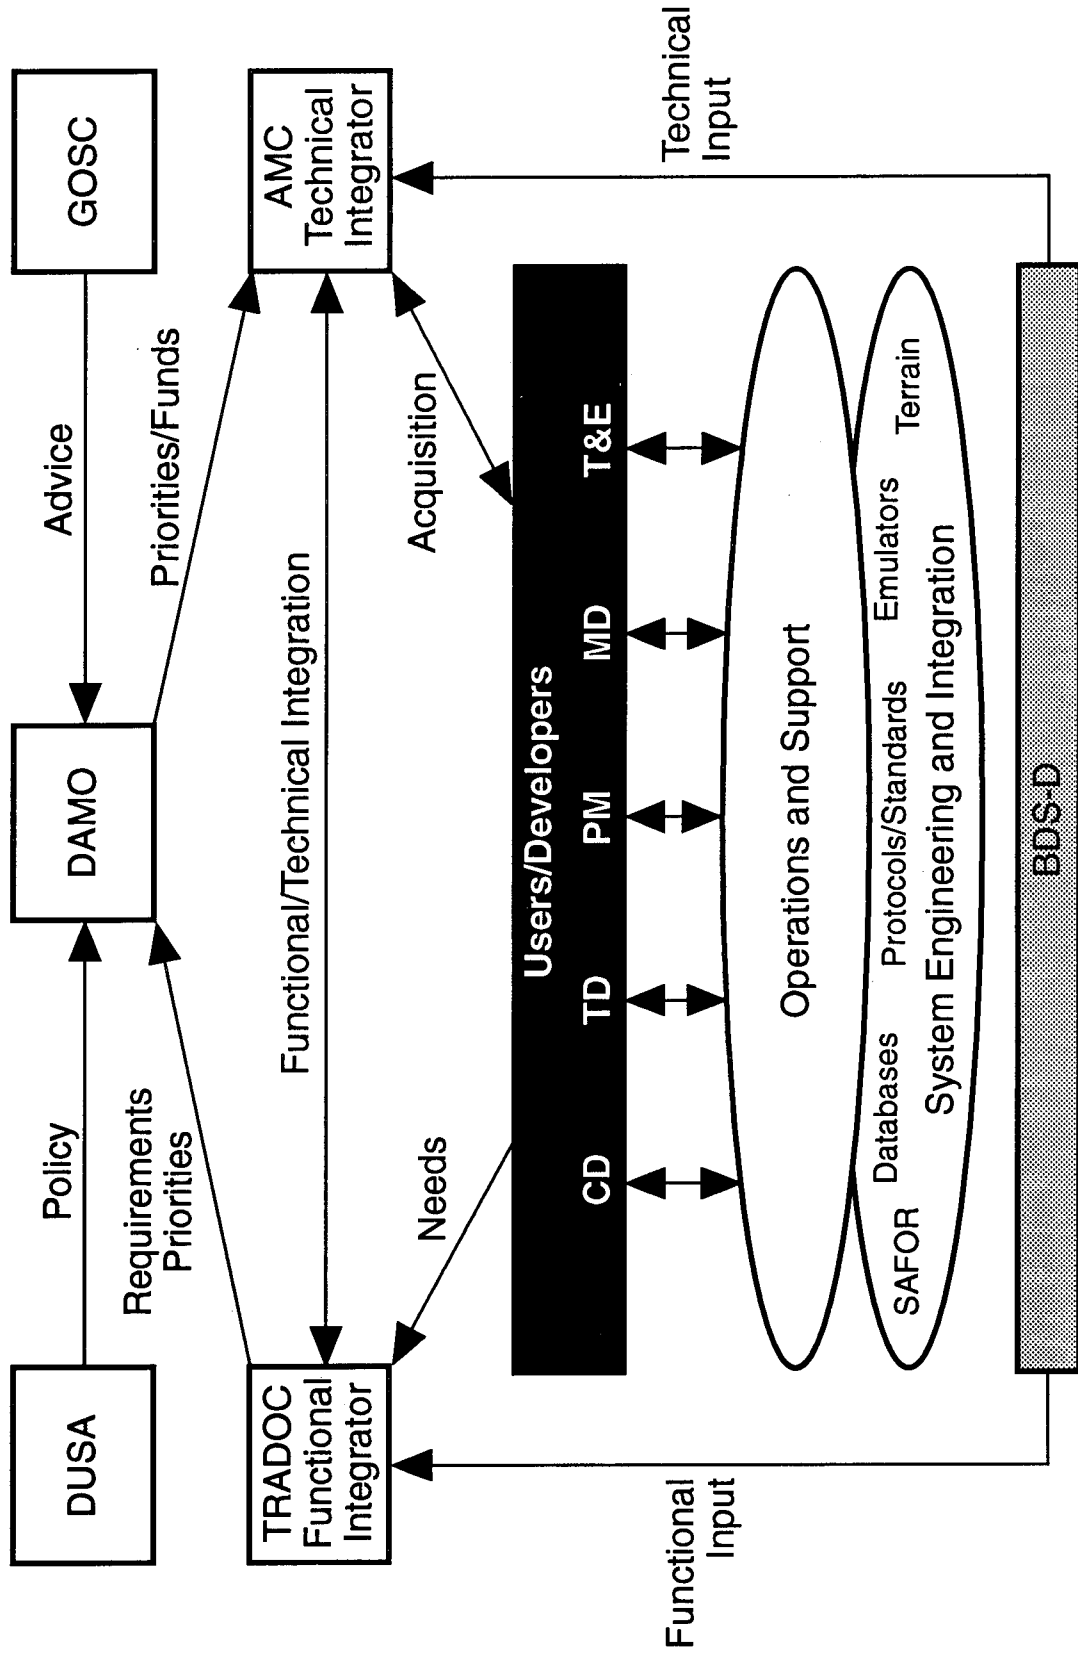 DUSA
Policy
DAMO
Advice
GOSC
Requirements
Priorities
Priorities/Funds
TRADOC
Functional
Integrator
Functional/Technical Integration
AMC
Technical
Integrator
Needs
Acquisition
Users/Developers
CD TD PM MD T&E
Functional
Input
Technical
Input
Operations and Support
SAFOR Databases Protocols/Standards Emulators Terrain
System Engineering and Integration
BDS-D